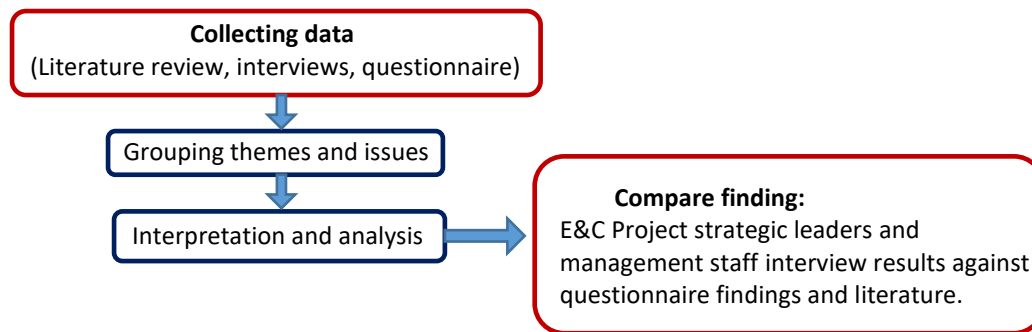 Collecting data
(Literature review, interviews, questionnaire)
Grouping themes and issues
Interpretation and analysis
Compare finding:
E&C Project strategic leaders and
management staff interview results against
questionnaire findings and literature.